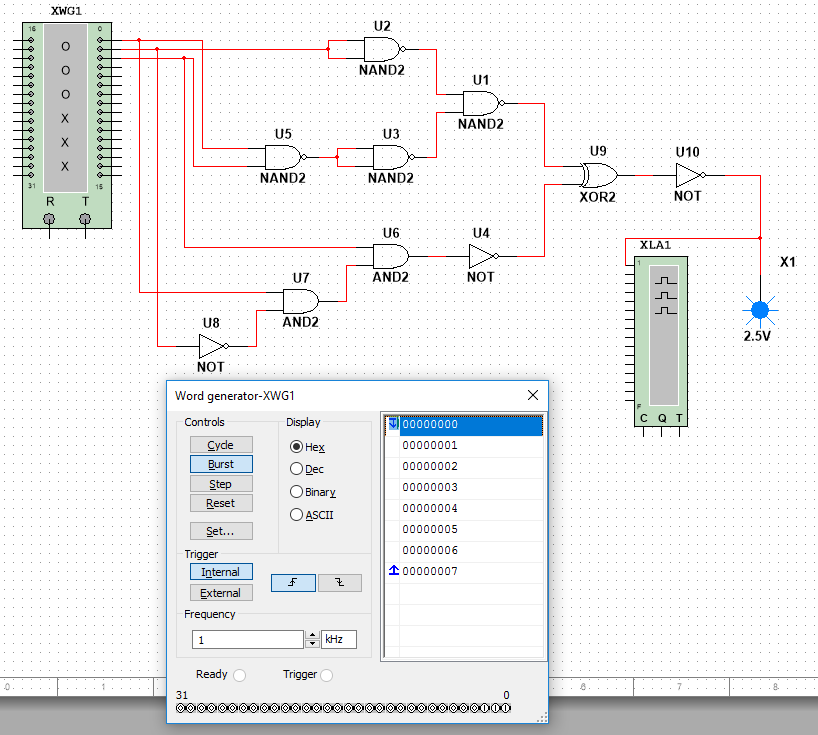 XWG1
16
0
O
O
O
X
X
X
31
15
R
T
U2
NAND2
U1
NAND2
U5
NAND2
U3
NAND2
U9
XOR2
U10
NOT
U6
AND2
U4
NOT
U7
AND2
U8
NOT
XLA1
1
F
C Q T
X1
2.5V
Word generator-XWG1
Controls
Cycle
Burst
Step
Reset
Set...
Display
Hex
Dec
Binary
ASCII
Trigger
Internal
External
Frequency
1
kHz
Ready
Trigger
31
0
00000000
00000001
00000002
00000003
00000004
00000005
00000006
00000007
0
1
6
7
8